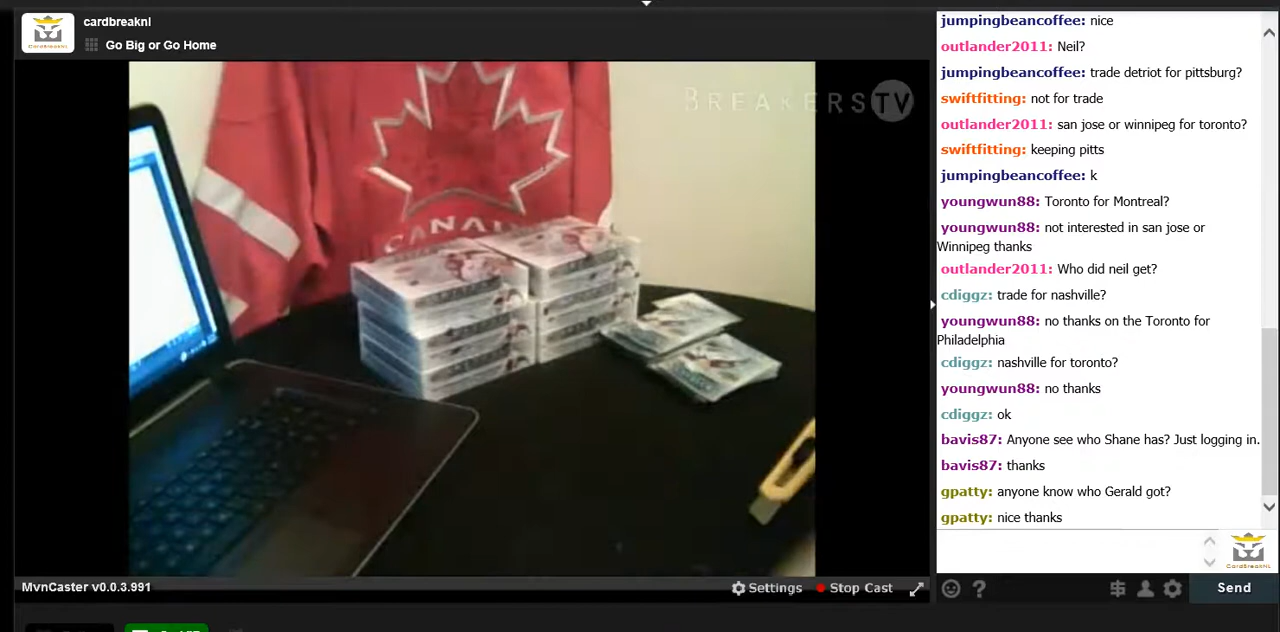 cardbreaknl
Go Big or Go Home
BREAKERSTV
CANA
MvnCaster v0.0.3.991
Settings
Stop Cast
jumpingbeancoffee: nice
outlander2011: Neil?
jumpingbeancoffee: trade detriot for pittsburg?
swiftfitting: not for trade
outlander2011: san jose or winnipeg for toronto?
swiftfitting: keeping pitts
jumpingbeancoffee: k
youngwun88: Toronto for Montreal?
youngwun88: not interested in san jose or
Winnipeg thanks
outlander2011: Who did neil get?
cdiggz: trade for nashville?
youngwun88: no thanks on the Toronto for
Philadelphia
cdiggz: nashville for toronto?
youngwun88: no thanks
cdiggz: ok
bavis87: Anyone see who Shane has? Just logging in.
bavis87: thanks
gpatty: anyone know who Gerald got?
gpatty: nice thanks
CardBreakNL
Send